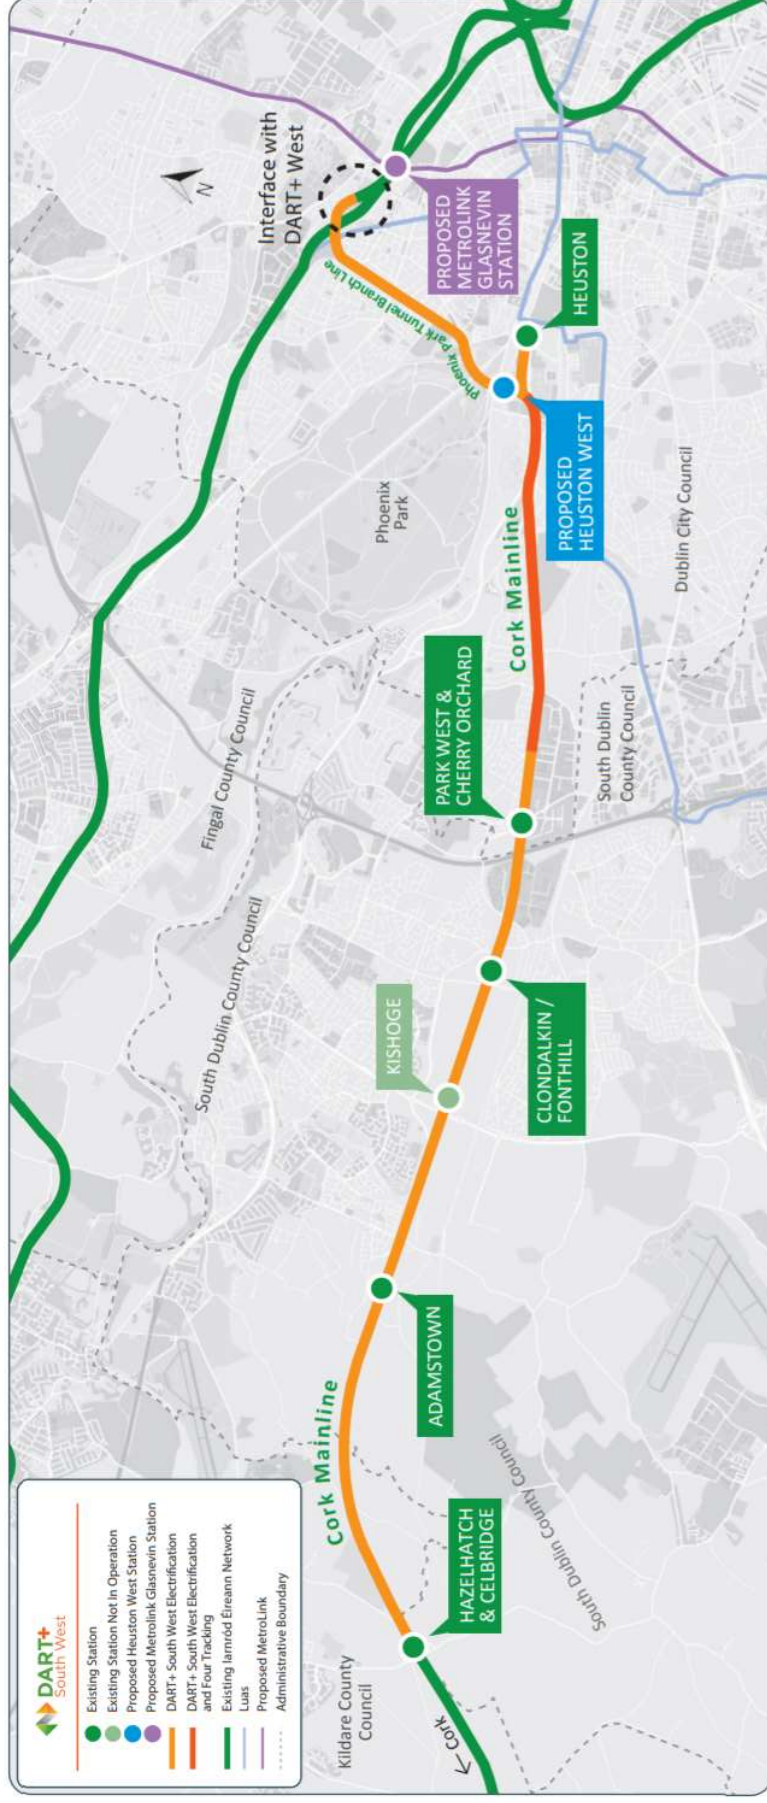 DART+
South West
Existing Station
Existing Station Not In Operation
Proposed Heuston West Station
Proposed Metrolink Glasnevin Station
DART+ South West Electrification
DART+ South West Electrification
and Four Tracking
Existing Iarnród Éireann Network
Luas
Proposed MetroLink
Administrative Boundary
Kildare County
Council
Cork
HAZELHATCH
& CELBRIDGE
Cork Mainline
South Dublin County Council
ADAMSTOWN
South Dublin County Council
KISHOGE
CLONDALKIN /
FONTHILL
Fingal County Council
PARK WEST &
CHERRY ORCHARD
South Dublin
County Council
Cork Mainline
Phoenix
Park
Dublin City Council
PROPOSED
HEUSTON WEST
HEUSTON
Phoenix Park Tunnel Branch Line
Interface with
DART+ West
PROPOSED
METROLINK
GLASNEVIN
STATION
N